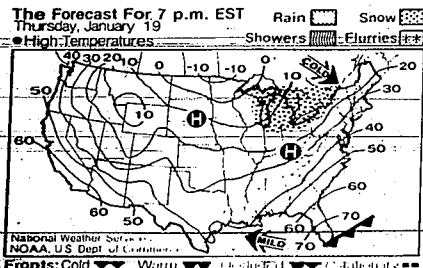 The Forecast For 7 p.m. EST
Thursday, January 19
● High Temperatures
Rain
Snow
Showers
Flurries
40 30 20 10 0 -10 -10 0 10 COLD 20
50 30
10 H 40
H 50
60
50 60
60 70
MILD 70
National Weather Service
NOAA, U.S. Dept. of Commerce
Fronts: Cold Warm